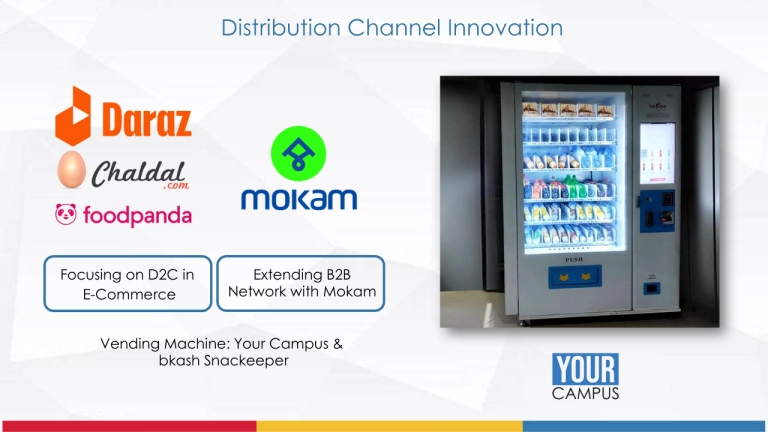 Distribution Channel Innovation
Daraz
Chaldal
.com
foodpanda
mokam
Focusing on D2C in
E-Commerce
Extending B2B
Network with Mokam
Vending Machine: Your Campus &
bkash Snackeeper
PUSH
YOUR
CAMPUS